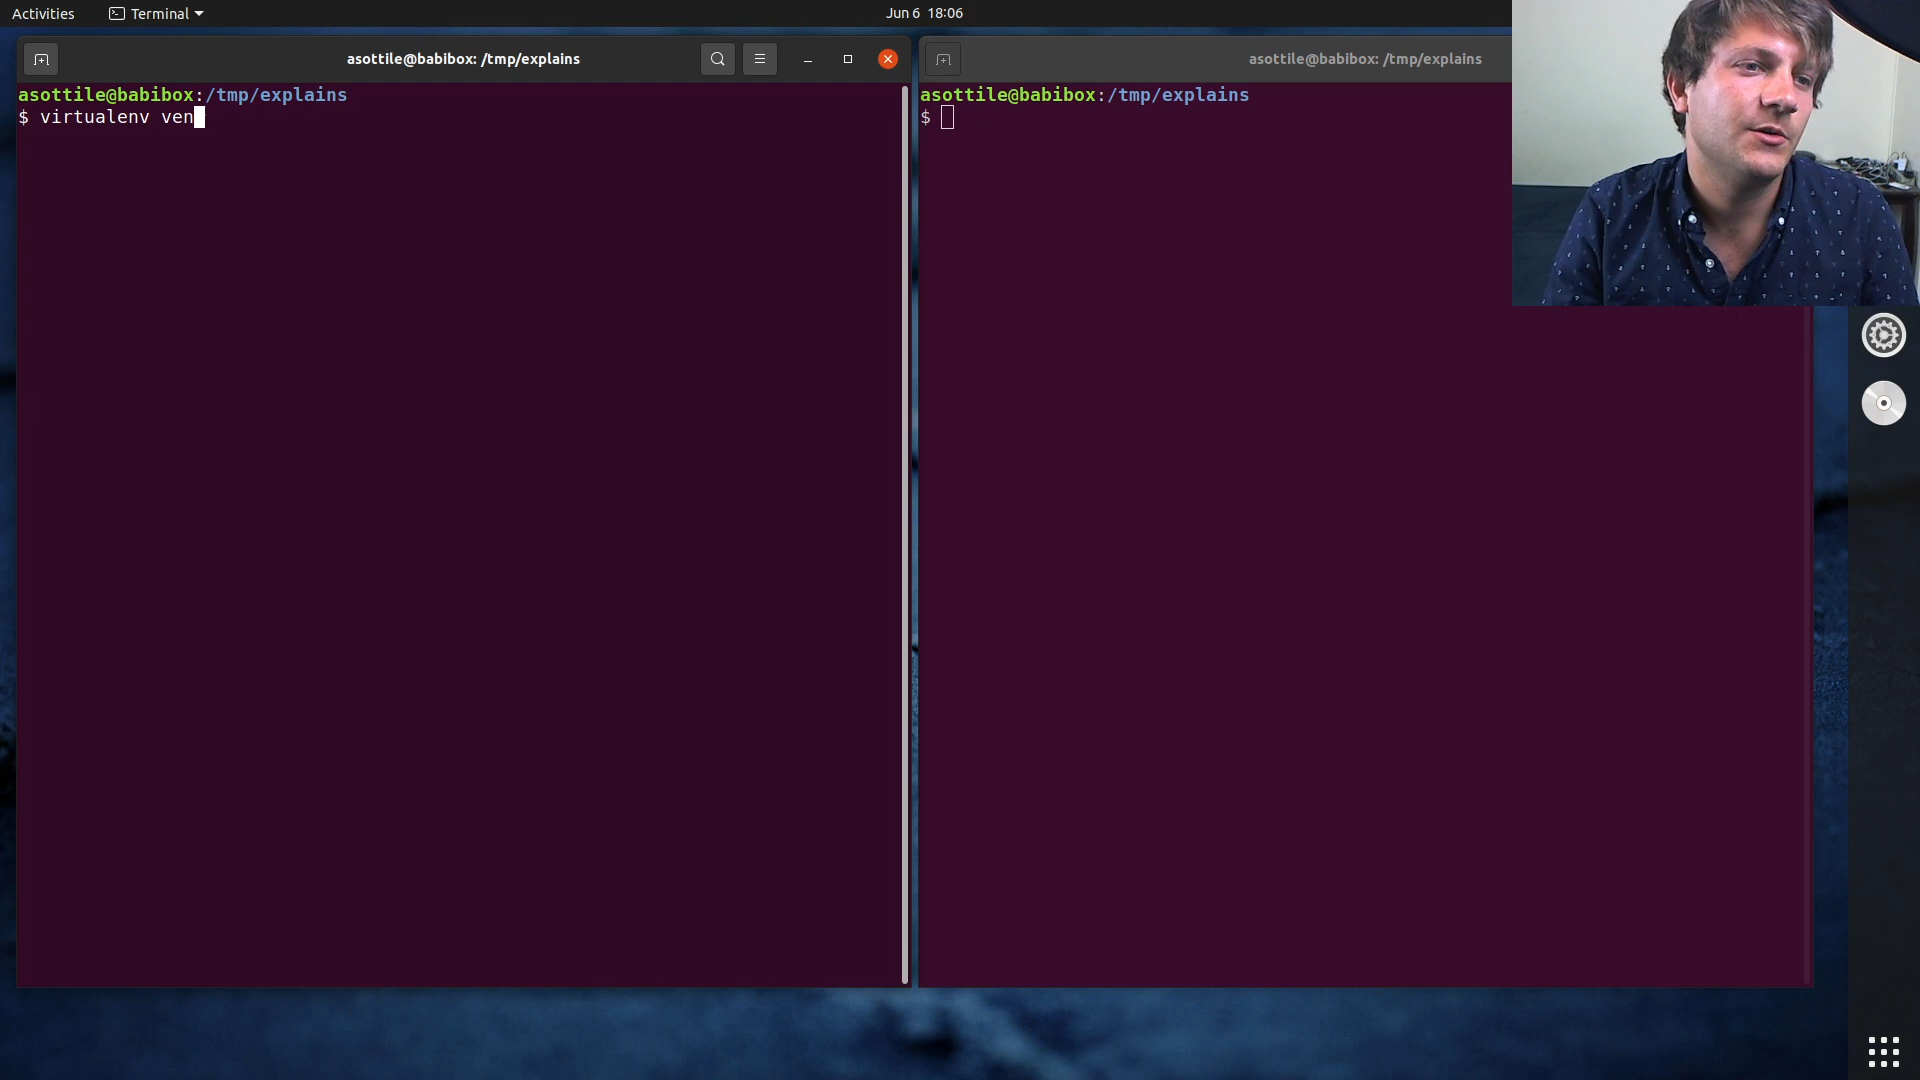 Activities
Terminal
Jun 6 18:06
asottile@babibox: /tmp/explains
asottile@babibox:/tmp/explains
$ virtualenv ven
asottile@babibox: /tmp/explains
asottile@babibox:/tmp/explains
$